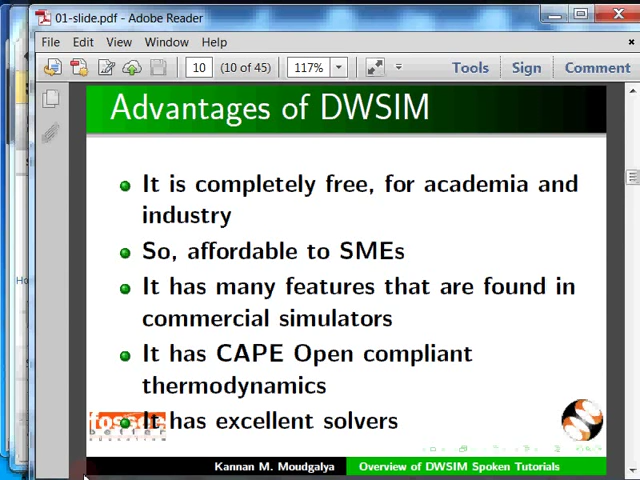 01-slide.pdf - Adobe Reader
File Edit View Window Help
10 (10 of 45) 117% Tools Sign Comment
Advantages of DWSIM
It is completely free, for academia and
industry
So, affordable to SMEs
It has many features that are found in
commercial simulators
It has CAPE Open compliant
thermodynamics
It has excellent solvers
Kannan M. Moudgalya Overview of DWSIM Spoken Tutorials